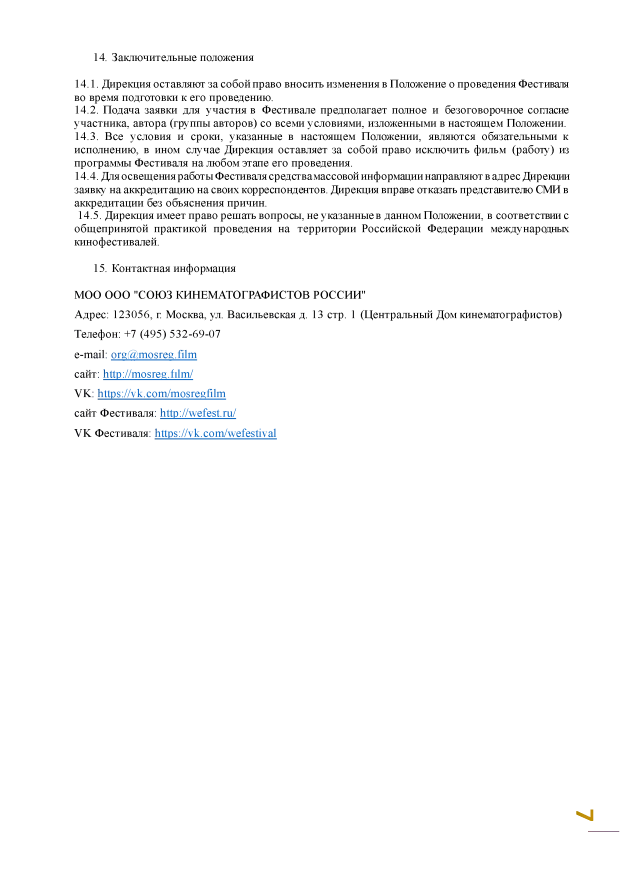 14. Заключительные положения
14.1. Дирекция оставляют за собой право вносить изменения в Положение о проведения Фестиваля
во время подготовки к его проведению.
14.2. Подача заявки для участия в Фестивале предполагает полное и безоговорочное согласие
участника, автора (группы авторов) со всеми условиями, изложенными в настоящем Положении.
14.3. Все условия и сроки, указанные в настоящем Положении, являются обязательными к
исполнению, в ином случае Дирекция оставляет за собой право исключить фильм (работу) из
программы Фестиваля на любом этапе его проведения.
14.4. Для освещения работы Фестиваля средства массовой информации направляют в адрес Дирекции
заявку на аккредитацию на своих корреспондентов. Дирекция вправе отказать представителю СМИ в
аккредитации без объяснения причин.
14.5. Дирекция имеет право решать вопросы, не указанные в данном Положении, в соответствии с
общепринятой практикой проведения на территории Российской Федерации международных
кинофестивалей.
15. Контактная информация
МОО ООО "СОЮЗ КИНЕМАТОГРАФИСТОВ РОССИИ"
Адрес: 123056, г. Москва, ул. Васильевская д. 13 стр. 1 (Центральный Дом кинематографистов)
Телефон: +7 (495) 532-69-07
e-mail: org@mosreg.film
сайт: http://mosreg.film/
VK: https://vk.com/mosregfilm
сайт Фестиваля: http://wefest.ru/
VK Фестиваля: https://vk.com/wefestival
7